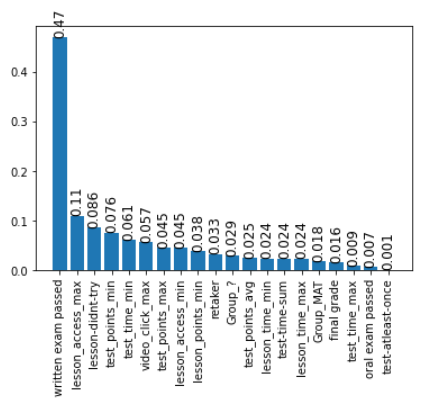 0.47
0.11
0.086
0.076
0.061
0.057
0.045
0.045
0.038
0.033
0.029
0.025
0.024
0.024
0.024
0.018
0.016
0.009
0.007
0.001
0.4
0.3
0.2
0.1
0.0
written exam passed
lesson_access_max
lesson-didnt-try
test_points_min
test_time_min
video_click_max
test_points_max
lesson_access_min
lesson_points_min
retaker
Group_?
test_points_avg
lesson_time_min
test-time-sum
lesson_time_max
Group_MAT
final grade
test_time_max
oral exam passed
test-atleast-once